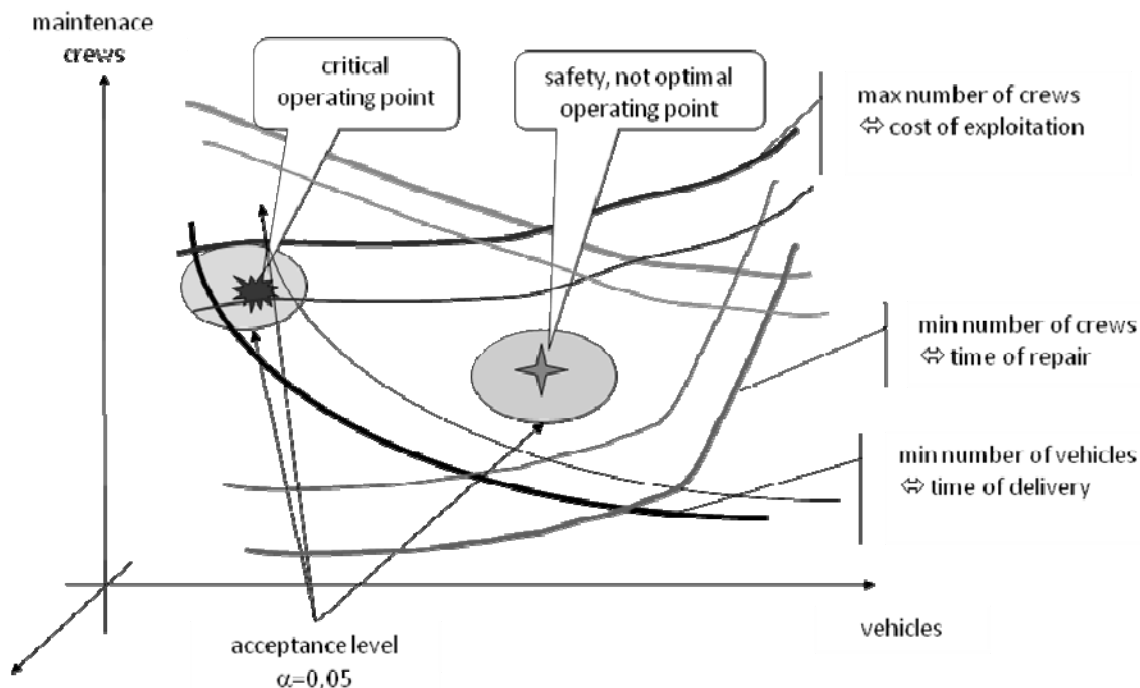 maintenace
crews
critical
operating point
safety, not optimal
operating point
max number of crews
⇔ cost of exploitation
min number of crews
⇔ time of repair
min number of vehicles
⇔ time of delivery
vehicles
acceptance level
α=0,05